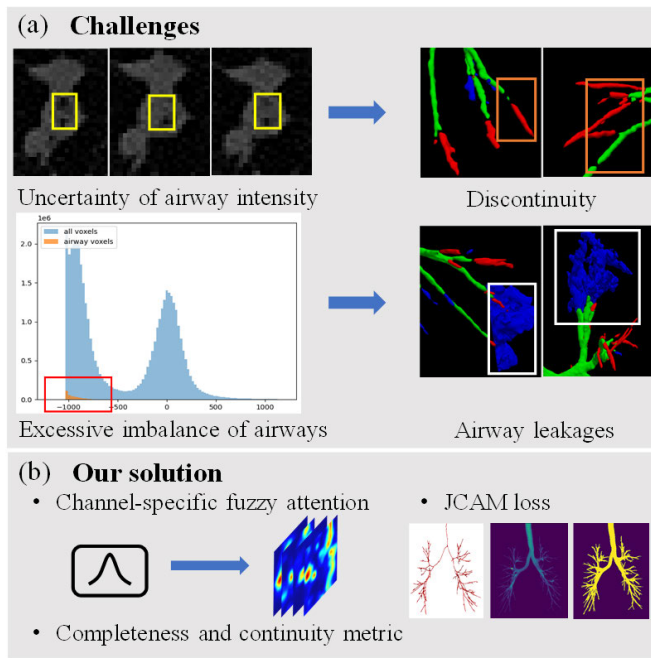 (a) Challenges
Uncertainty of airway intensity
Discontinuity
1e6
all voxels
airway voxels
2.0
1.5
1.0
0.5
0.0
-1000 -500 0 500 1000
Excessive imbalance of airways
Airway leakages
(b) Our solution
• Channel-specific fuzzy attention
• JCAM loss
• Completeness and continuity metric